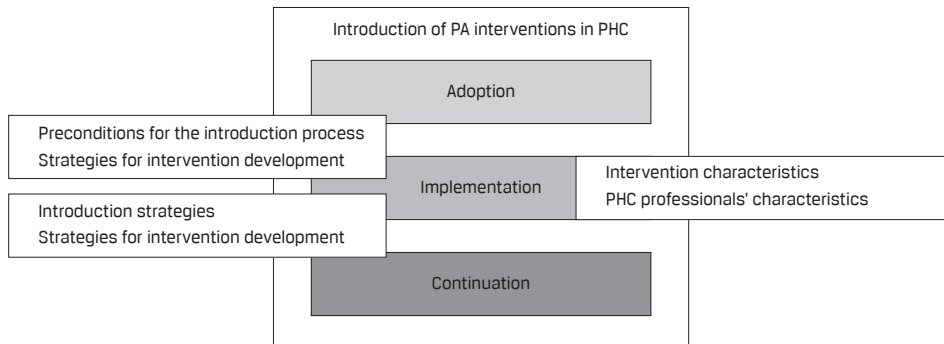 Introduction of PA interventions in PHC
Adoption
Preconditions for the introduction process
Strategies for intervention development
Implementation
Intervention characteristics
PHC professionals' characteristics
Introduction strategies
Strategies for intervention development
Continuation